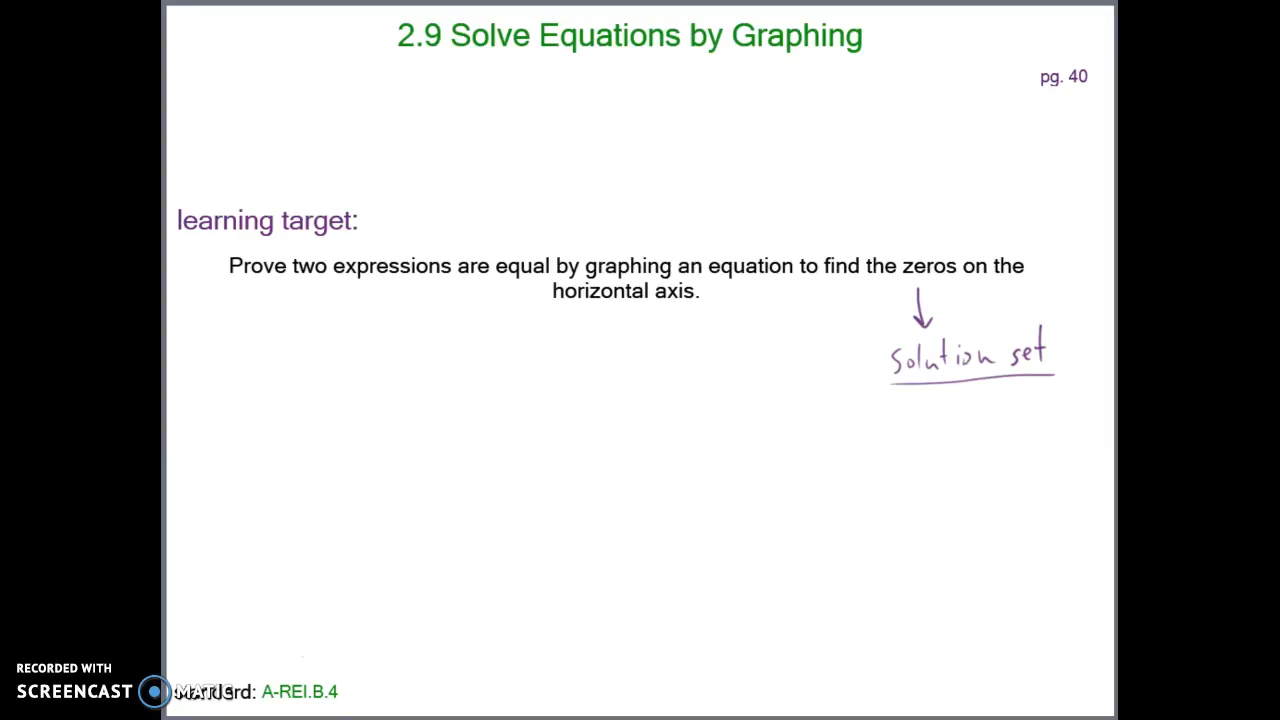 2.9 Solve Equations by Graphing
pg. 40
learning target:
Prove two expressions are equal by graphing an equation to find the zeros on the
horizontal axis.
solution set
RECORDED WITH
SCREENCAST MATIC
A-REI.B.4